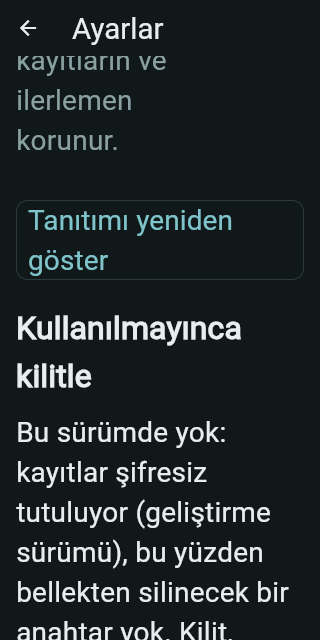 Ayarlar
kayıtların ve
ilerlemen
korunur.
Tanıtımı yeniden
göster
Kullanılmayınca
kilitle
Bu sürümde yok:
kayıtlar şifresiz
tutuluyor (geliştirme
sürümü), bu yüzden
bellekten silinecek bir
anahtar yok. Kilit,